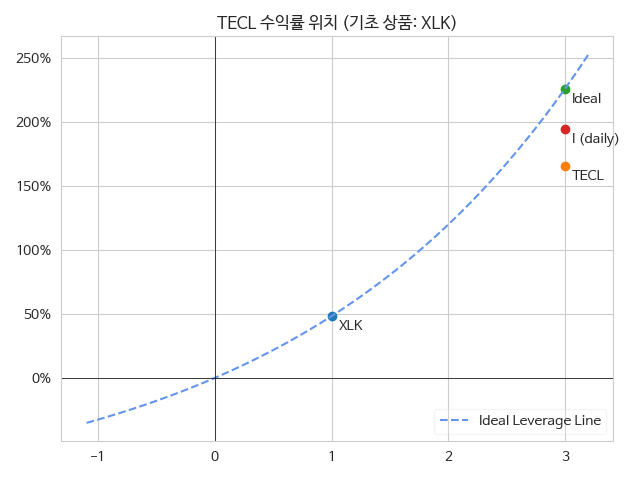 TECL 수익률 위치 (기초 상품: XLK)
250%
200%
150%
100%
50%
0%
Ideal
I (daily)
TECL
XLK
Ideal Leverage Line
−1
0
1
2
3